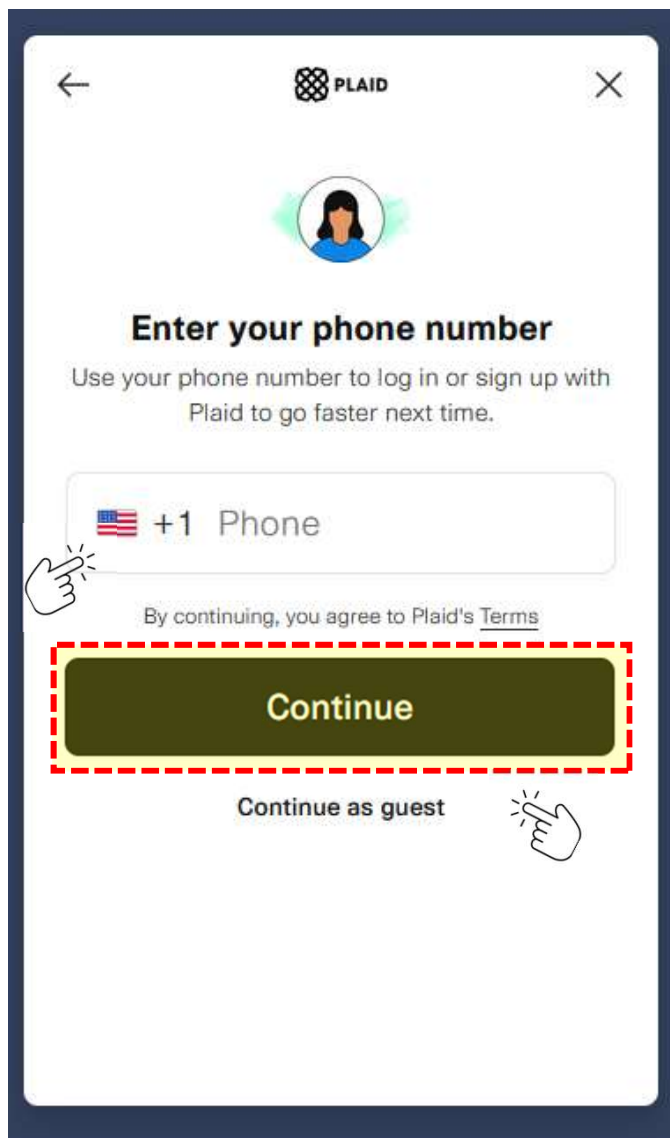 PLAID
Enter your phone number
Use your phone number to log in or sign up with
Plaid to go faster next time.
+1 Phone
By continuing, you agree to Plaid's Terms
Continue
Continue as guest